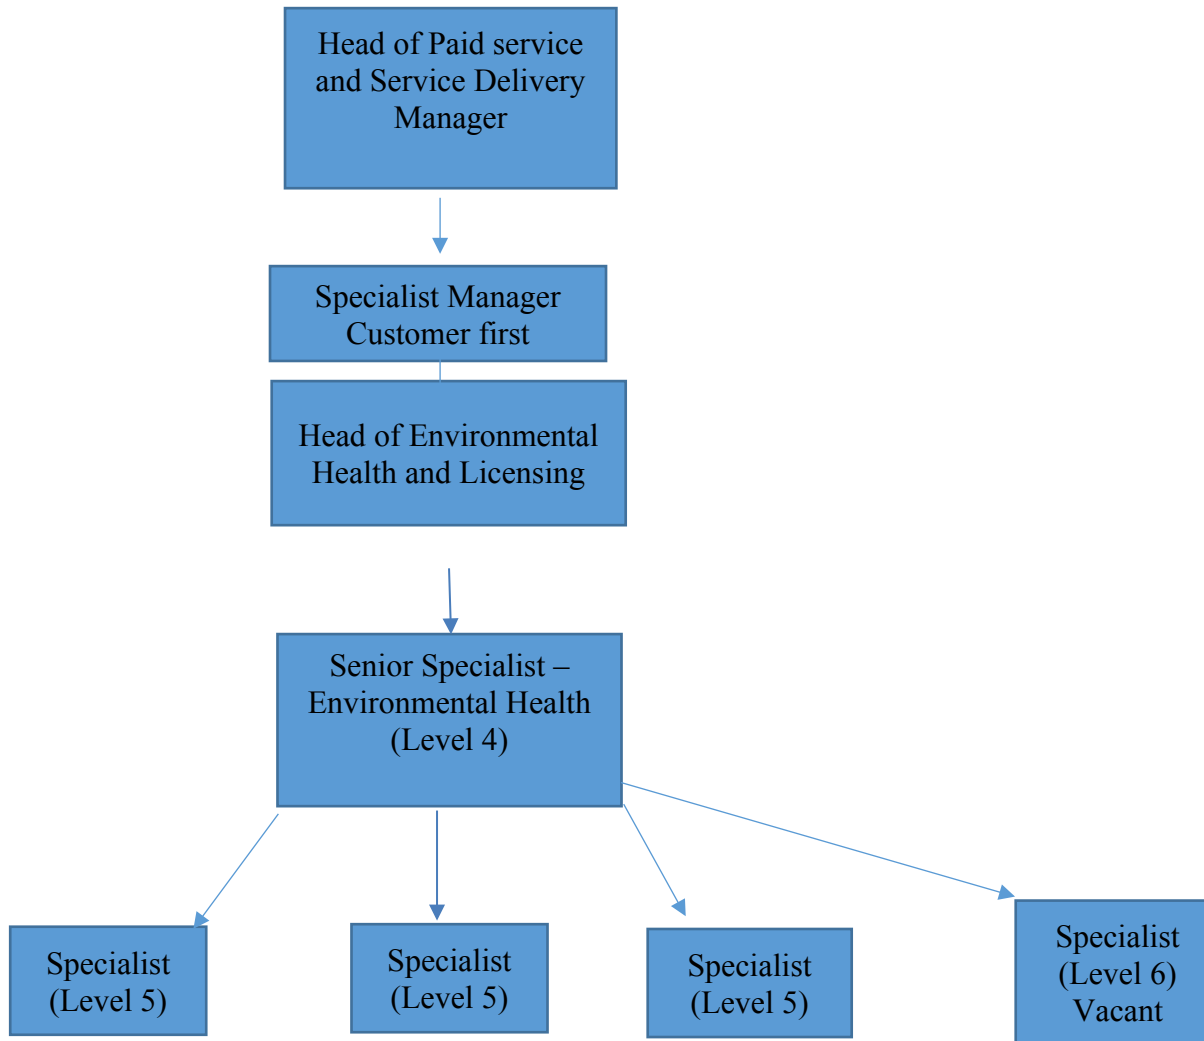 Head of Paid service
and Service Delivery
Manager
Specialist Manager
Customer first
Head of Environmental
Health and Licensing
Senior Specialist –
Environmental Health
(Level 4)
Specialist
(Level 5)
Specialist
(Level 5)
Specialist
(Level 5)
Specialist
(Level 6)
Vacant